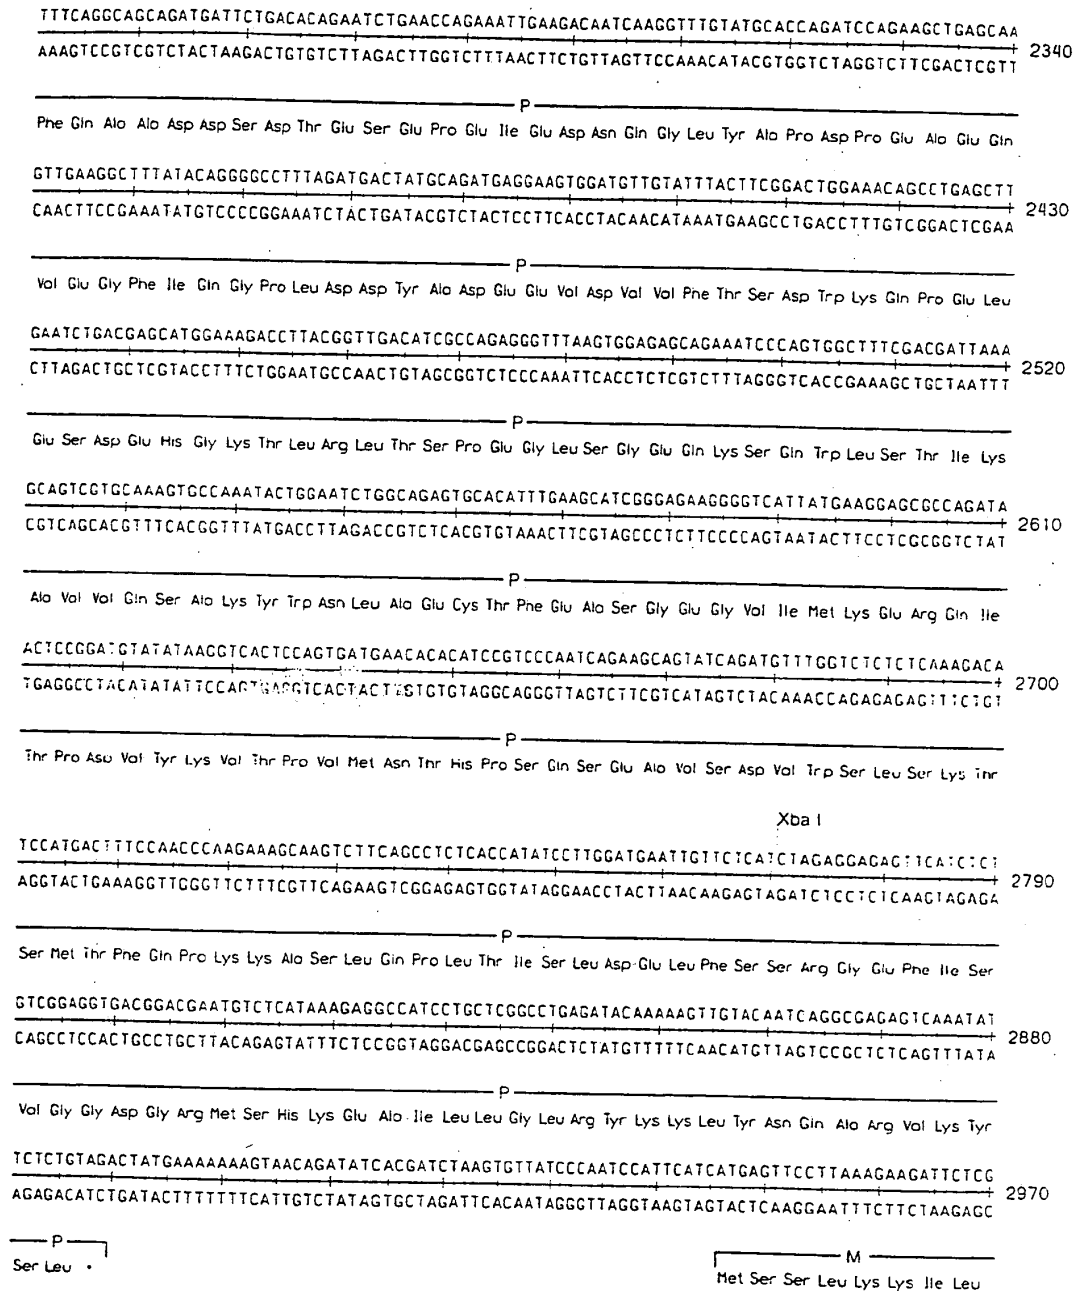 TTTCAGGCAGCAGATGATTCTGACACAGAATCTGAACCAGAAATTGAAGACAATCAAGGTTTGTATGCACCAGATCCAGAAGCTGAGCAA
2340
AAAGTCCGTCGTCTACTAAGACTGTGTCTTAGACTTGGTCTTTAACTTCTGTTAGTTCCAAACATACGTGGTCTAGGTCTTCGACTCGTT
P
Phe Gln Ala Ala Asp Asp Ser Asp Thr Glu Ser Glu Pro Glu Ile Glu Asp Asn Gln Gly Leu Tyr Ala Pro Asp Pro Glu Ala Glu Gln
GTTGAAGGCTTTATACAGGGGCCTTTAGATGACTATGCAGATGAGGAAGTGGATGTTGTATTTACTTCGGACTGGAAACAGCCTGAGCTT
2430
CAACTTCCGAAATATGTCCCCGGAAATCTACTGATACGTCTACTCCTTCACCTACAACATAAATGAAGCCTGACCTTTGTCGGACTCGAA
P
Val Glu Gly Phe Ile Gln Gly Pro Leu Asp Asp Tyr Ala Asp Glu Glu Val Asp Val Val Phe Thr Ser Asp Trp Lys Gln Pro Glu Leu
GAATCTGACGAGCATGGAAAGACCTTACGGTTGACATCGCCAGAGGGTTTAAGTGGAGAGCAGAAATCCCAGTGGCTTTCGACGATTAAA
2520
CTTAGACTGCTCGTACCTTTCTGGAATGCCAACTGTAGCGGTCTCCCAAATTCACCTCTCGTCTTTAGGGTCACCGAAAGCTGCTAATTT
P
Glu Ser Asp Glu His Gly Lys Thr Leu Arg Leu Thr Ser Pro Glu Gly Leu Ser Gly Glu Gln Lys Ser Gln Trp Leu Ser Thr Ile Lys
GCAGTCGTGCAAAGTGCCAAATACTGGAATCTGGCAGAGTGCACATTTGAAGCATCGGGAGAAGGGGTCATTATGAAGGAGCGCCAGATA
2610
CGTCAGCACGTTTCACGGTTTATGACCTTAGACCGTCTCACGTGTAAACTTCGTAGCCCTCTTCCCCAGTAATACTTCCTCGCGGTCTAT
P
Ala Val Val Gln Ser Ala Lys Tyr Trp Asn Leu Ala Glu Cys Thr Phe Glu Ala Ser Gly Glu Gly Val Ile Met Lys Glu Arg Gln Ile
ACTCCGGATGTATATAAGGTCACTCCAGTGATGAACACACATCCGTCCCAATCAGAAGCAGTATCAGATGTTTGGTCTCTCTCAAAGACA
2700
P
Thr Pro Asp Val Tyr Lys Val Thr Pro Val Met Asn Thr His Pro Ser Gln Ser Glu Ala Val Ser Asp Val Trp Ser Leu Ser Lys Thr
Xba I
TCCATGACTTTCCAACCCAAGAAAGCAAGTCTTCAGCCTCTCACCATATCCTTGGATGAATTGTTCTCATCTAGAGGAGAGTTCATCTCT
2790
AGGTACTGAAAGGTTGGGTTCTTTCGTTCAGAAGTCGGAGAGTGGTATAGGAACCTACTTAACAAGAGTAGATCTCCTCTCAAGTAGAGA
P
Ser Met Thr Phe Gln Pro Lys Lys Ala Ser Leu Gln Pro Leu Thr Ile Ser Leu Asp Glu Leu Phe Ser Ser Arg Gly Glu Phe Ile Ser
GTCGGAGGTGACGGACGAATGTCTCATAAAGAGGCCATCCTGCTCGGCCTGAGATACAAAAAGTTGTACAATCAGGCGAGAGTCAAATAT
2880
CAGCCTCCACTGCCTGCTTACAGAGTATTTCTCCGGTAGGACGAGCCGGACTCTATGTTTTTCAACATGTTAGTCCGCTCTCAGTTTATA
P
Val Gly Gly Asp Gly Arg Met Ser His Lys Glu Ala Ile Leu Leu Gly Leu Arg Tyr Lys Lys Leu Tyr Asn Gln Ala Arg Val Lys Tyr
TCTCTGTAGACTATGAAAAAAAGTAACAGATATCACGATCTAAGTGTTATCCCAATCCATTCATCATGAGTTCCTTAAAGAAGATTCTCG
2970
AGAGACATCTGATACTTTTTTTCATTGTCTATAGTGCTAGATTCACAATAGGGTTAGGTAAGTAGTACTCAAGGAATTTCTTCTAAGAGC
P
M
Ser Leu •
Met Ser Ser Leu Lys Lys Ile Leu